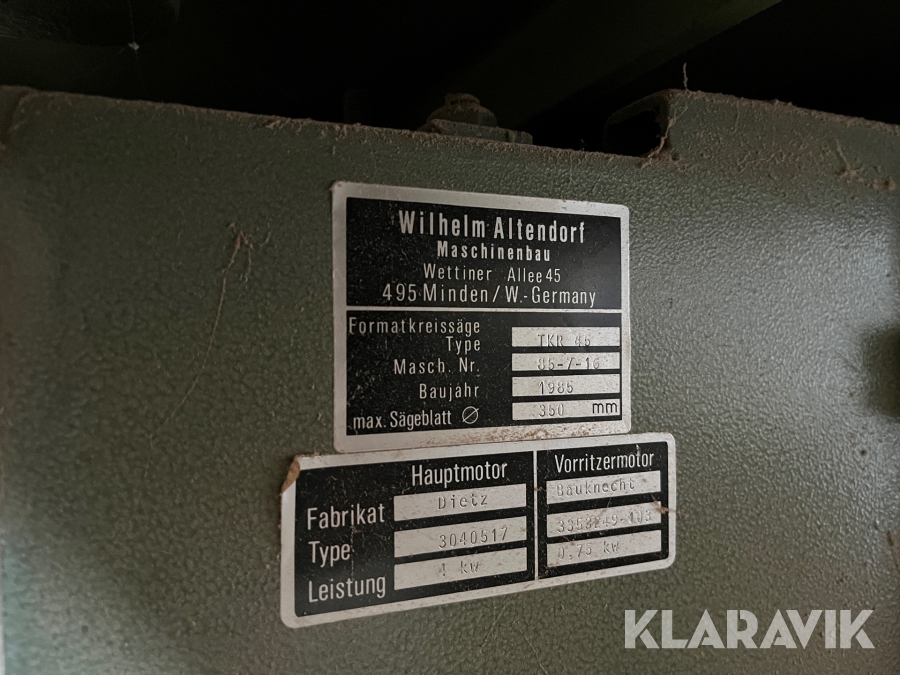 Wilhelm Altendorf
Maschinenbau
Wettiner Allee 45
495 Minden/W.-Germany
Formatkreissäge
Type TKR 45
Masch. Nr. 85-7-16
Baujahr 1985
max. Sägeblatt ∅ 350 mm
Hauptmotor Vorritzermotor
Fabrikat Dietz Bauknecht
Type 3040517
Leistung 4 kW 0,75 kW
KLARAVIK